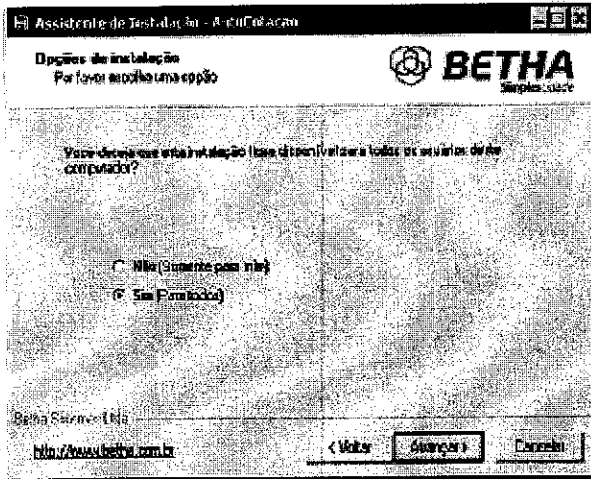 Assistente de Instalação - AutoCotacao
Opções de instalação
Por favor escolha uma opção
BETHA
Voce deseja que esta instalação fique disponível para todos os usuários deste
computador?
Não (Somente para mim)
Sim (Para todos)
Betha Sistemas Ltda
http://www.betha.com.br
< Voltar
Avançar >
Cancelar